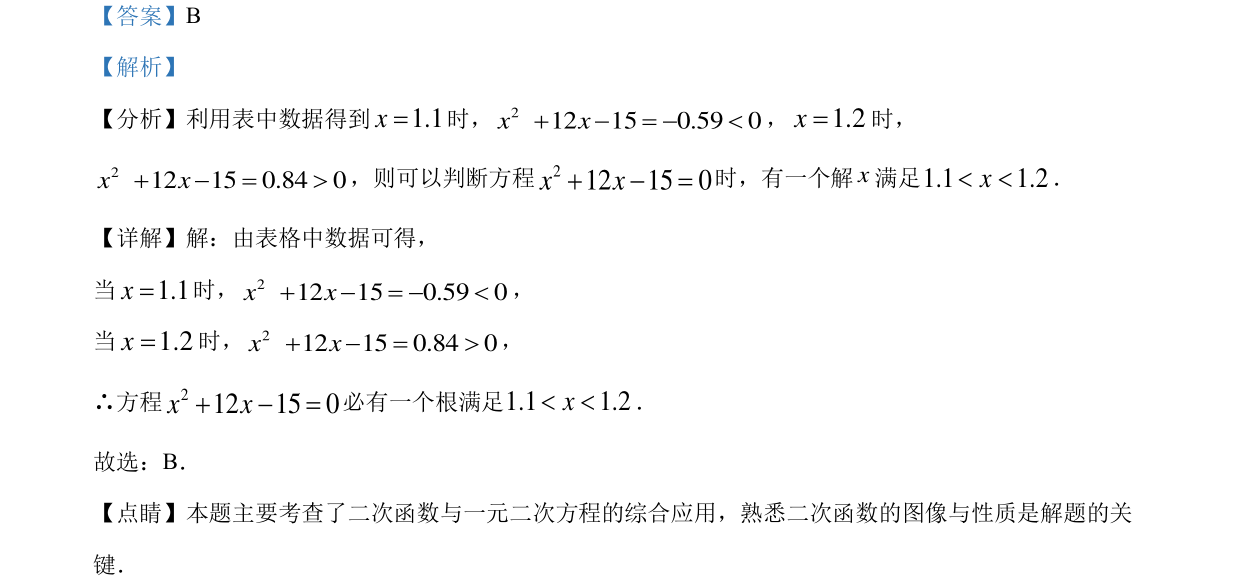 【答案】B
【解析】
【分析】利用表中数据得到 x=1.1 时，x² +12x−15=−0.59<0，x=1.2 时，
x² +12x−15=0.84>0，则可以判断方程 x²+12x−15=0 时，有一个解 x 满足 1.1<x<1.2．
【详解】解：由表格中数据可得，
当 x=1.1 时，x² +12x−15=−0.59<0，
当 x=1.2 时，x² +12x−15=0.84>0，
∴方程 x²+12x−15=0 必有一个根满足 1.1<x<1.2．
故选：B．
【点睛】本题主要考查了二次函数与一元二次方程的综合应用，熟悉二次函数的图像与性质是解题的关
键．